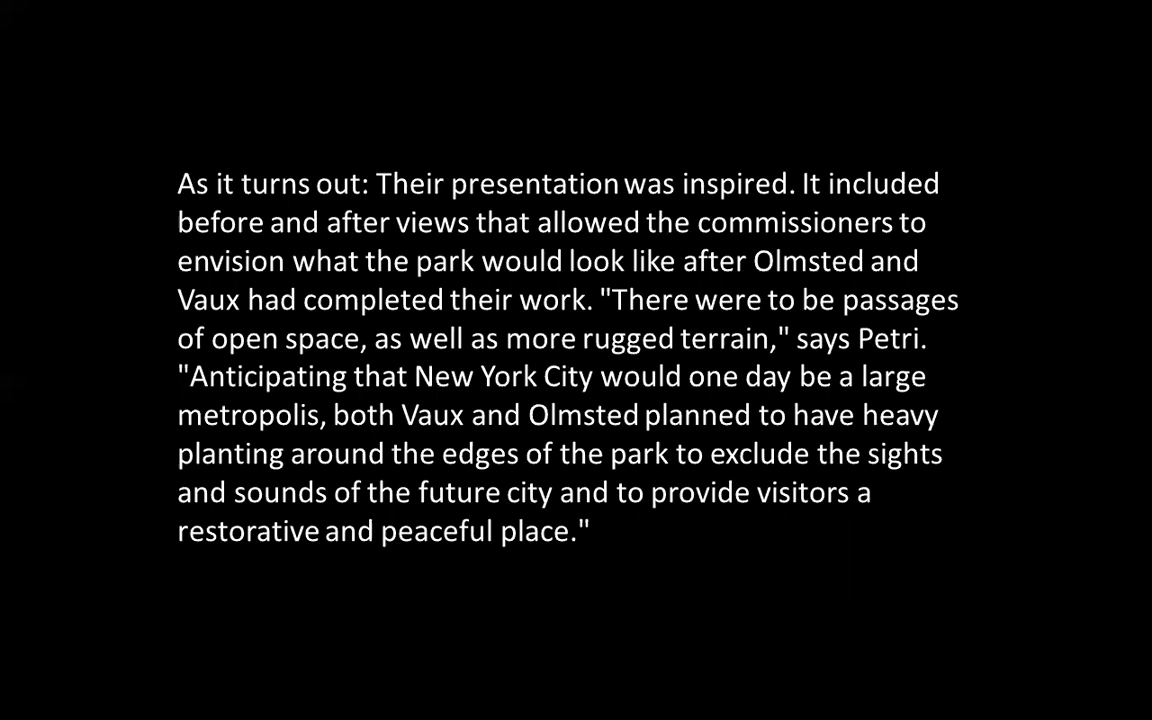 As it turns out: Their presentation was inspired. It included
before and after views that allowed the commissioners to
envision what the park would look like after Olmsted and
Vaux had completed their work. "There were to be passages
of open space, as well as more rugged terrain," says Petri.
"Anticipating that New York City would one day be a large
metropolis, both Vaux and Olmsted planned to have heavy
planting around the edges of the park to exclude the sights
and sounds of the future city and to provide visitors a
restorative and peaceful place."